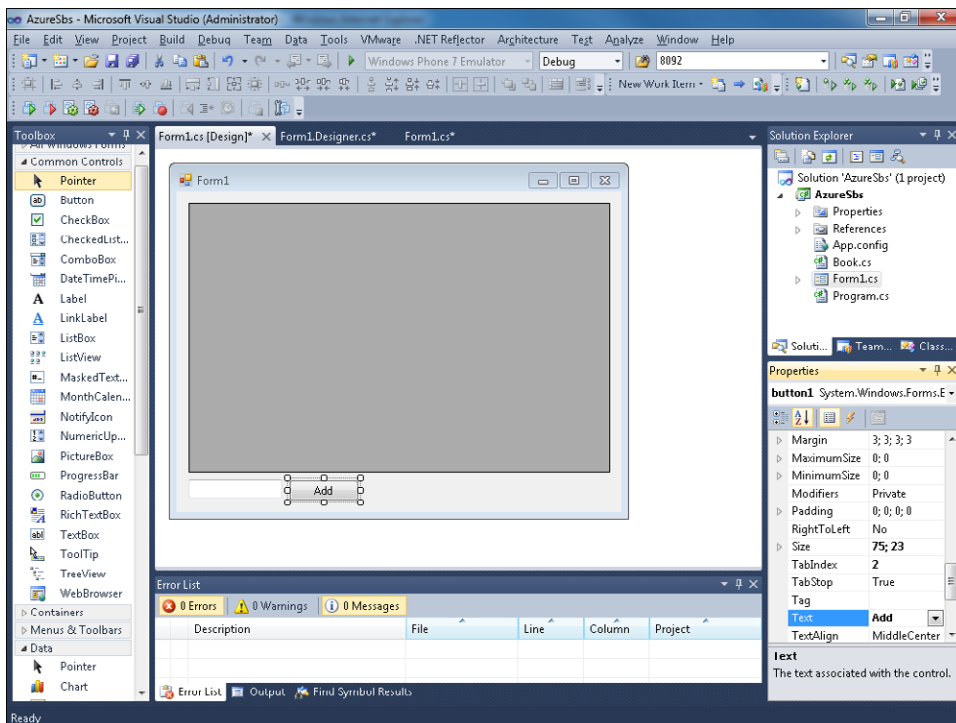 AzureSbs - Microsoft Visual Studio (Administrator)
File Edit View Project Build Debug Team Data Tools VMware .NET Reflector Architecture Test Analyze Window Help
Windows Phone 7 Emulator Debug 8092
New Work Item
Toolbox
All Windows Forms
Common Controls
Pointer
Button
CheckBox
CheckedList...
ComboBox
DateTimePi...
Label
LinkLabel
ListBox
ListView
MaskedText...
MonthCalen...
NotifyIcon
NumericUp...
PictureBox
ProgressBar
RadioButton
RichTextBox
TextBox
ToolTip
TreeView
WebBrowser
Containers
Menus & Toolbars
Data
Pointer
Chart
Form1.cs [Design]* Form1.Designer.cs* Form1.cs*
Form1
Add
Error List
0 Errors 0 Warnings 0 Messages
Description File Line Column Project
Error List Output Find Symbol Results
Solution Explorer
Solution 'AzureSbs' (1 project)
AzureSbs
Properties
References
App.config
Book.cs
Form1.cs
Program.cs
Soluti... Team... Class...
Properties
button1 System.Windows.Forms.E
Margin 3; 3; 3; 3
MaximumSize 0; 0
MinimumSize 0; 0
Modifiers Private
Padding 0; 0; 0; 0
RightToLeft No
Size 75; 23
TabIndex 2
TabStop True
Tag
Text Add
TextAlign MiddleCenter
Text
The text associated with the control.
Ready